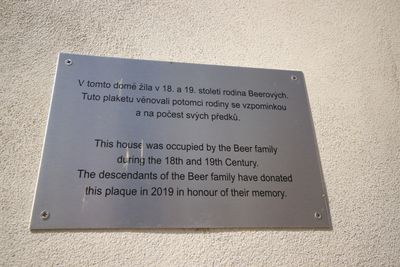 V tomto domě žila v 18. a 19. století rodina Beerových.
Tuto plaketu věnovali potomci rodiny se vzpomínkou
a na počest svých předků.
This house was occupied by the Beer family
during the 18th and 19th Century.
The descendants of the Beer family have donated
this plaque in 2019 in honour of their memory.